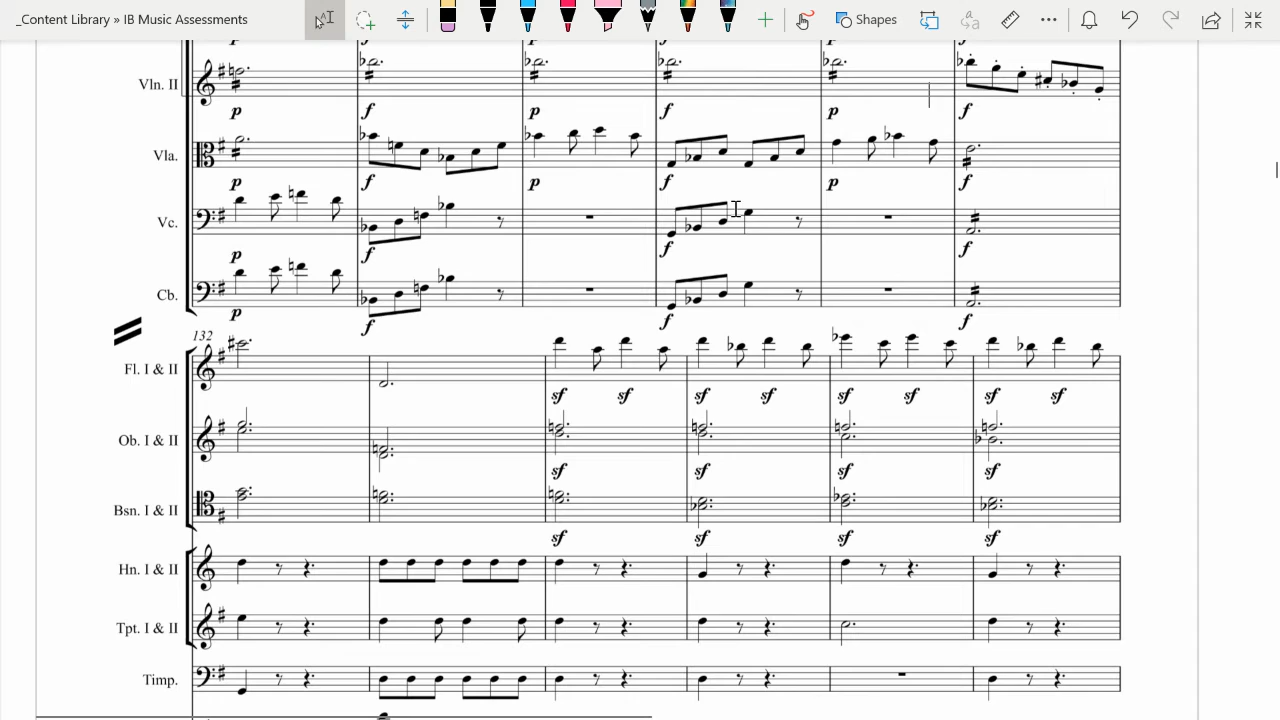 _Content Library » IB Music Assessments
Shapes
Vln. II
p f p f p f
Vla.
p f p f p f
Vc.
p f f f
Cb.
p f f f
132
Fl. I & II
sf sf sf sf sf sf sf sf
Ob. I & II
sf sf sf sf
Bsn. I & II
sf sf sf sf
Hn. I & II
Tpt. I & II
Timp.